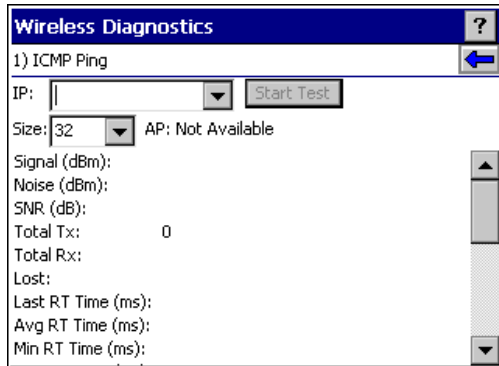 Wireless Diagnostics ?
1) ICMP Ping
IP: Start Test
Size: 32 AP: Not Available
Signal (dBm):
Noise (dBm):
SNR (dB):
Total Tx: 0
Total Rx:
Lost:
Last RT Time (ms):
Avg RT Time (ms):
Min RT Time (ms):